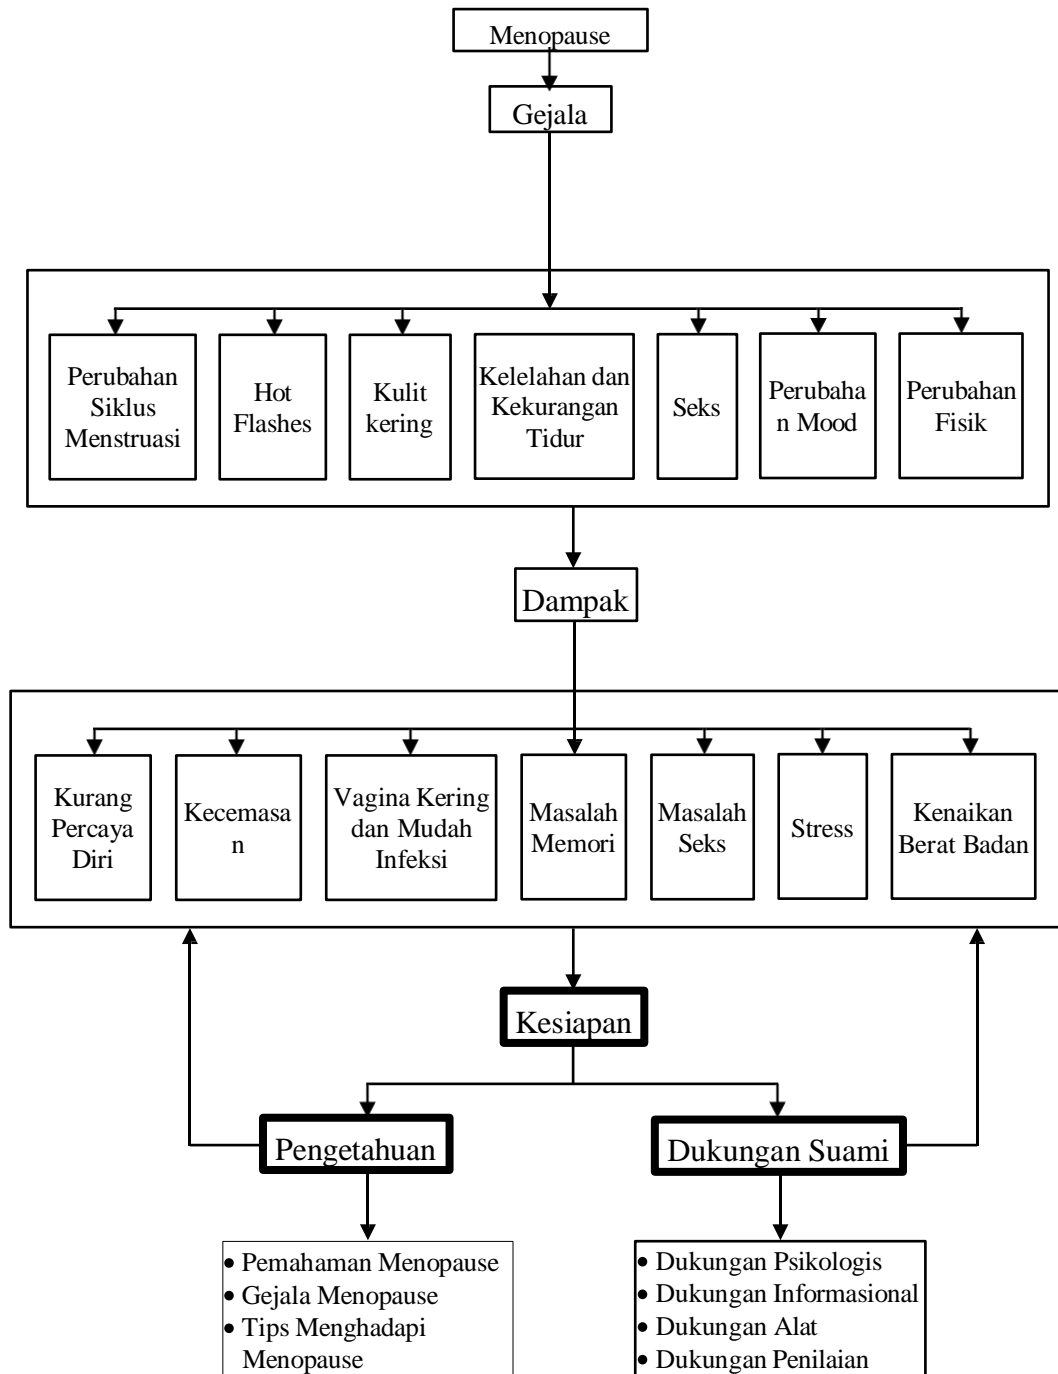 Menopause
Gejala
Perubahan
Siklus
Menstruasi
Hot
Flashes
Kulit
kering
Kelelahan dan
Kekurangan
Tidur
Seks
Perubaha
n Mood
Perubahan
Fisik
Dampak
Kurang
Percaya
Diri
Kecemasa
n
Vagina Kering
dan Mudah
Infeksi
Masalah
Memori
Masalah
Seks
Stress
Kenaikan
Berat Badan
Kesiapan
Pengetahuan
Dukungan Suami
• Pemahaman Menopause
• Gejala Menopause
• Tips Menghadapi
Menopause
• Dukungan Psikologis
• Dukungan Informasional
• Dukungan Alat
• Dukungan Penilaian